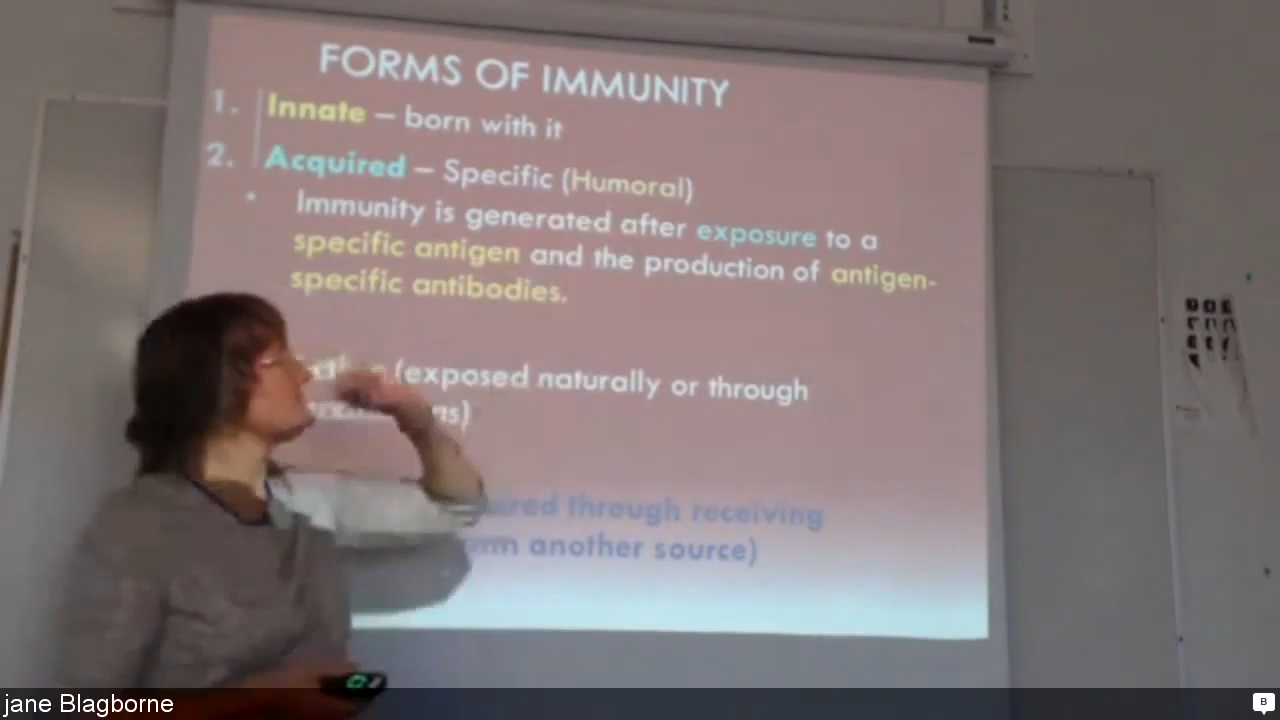 FORMS OF IMMUNITY
1. Innate – born with it
2. Acquired – Specific (Humoral)
• Immunity is generated after exposure to a
specific antigen and the production of antigen-
specific antibodies.
(exposed naturally or through
through receiving
another source)
jane Blagborne
B